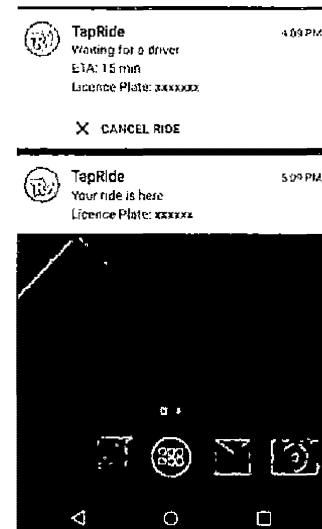 TapRide 4:09 PM
Waiting for a driver
ETA: 15 min
Licence Plate: xxxxxxx
X CANCEL RIDE
TapRide 5:09 PM
Your ride is here
Licence Plate: xxxxxx